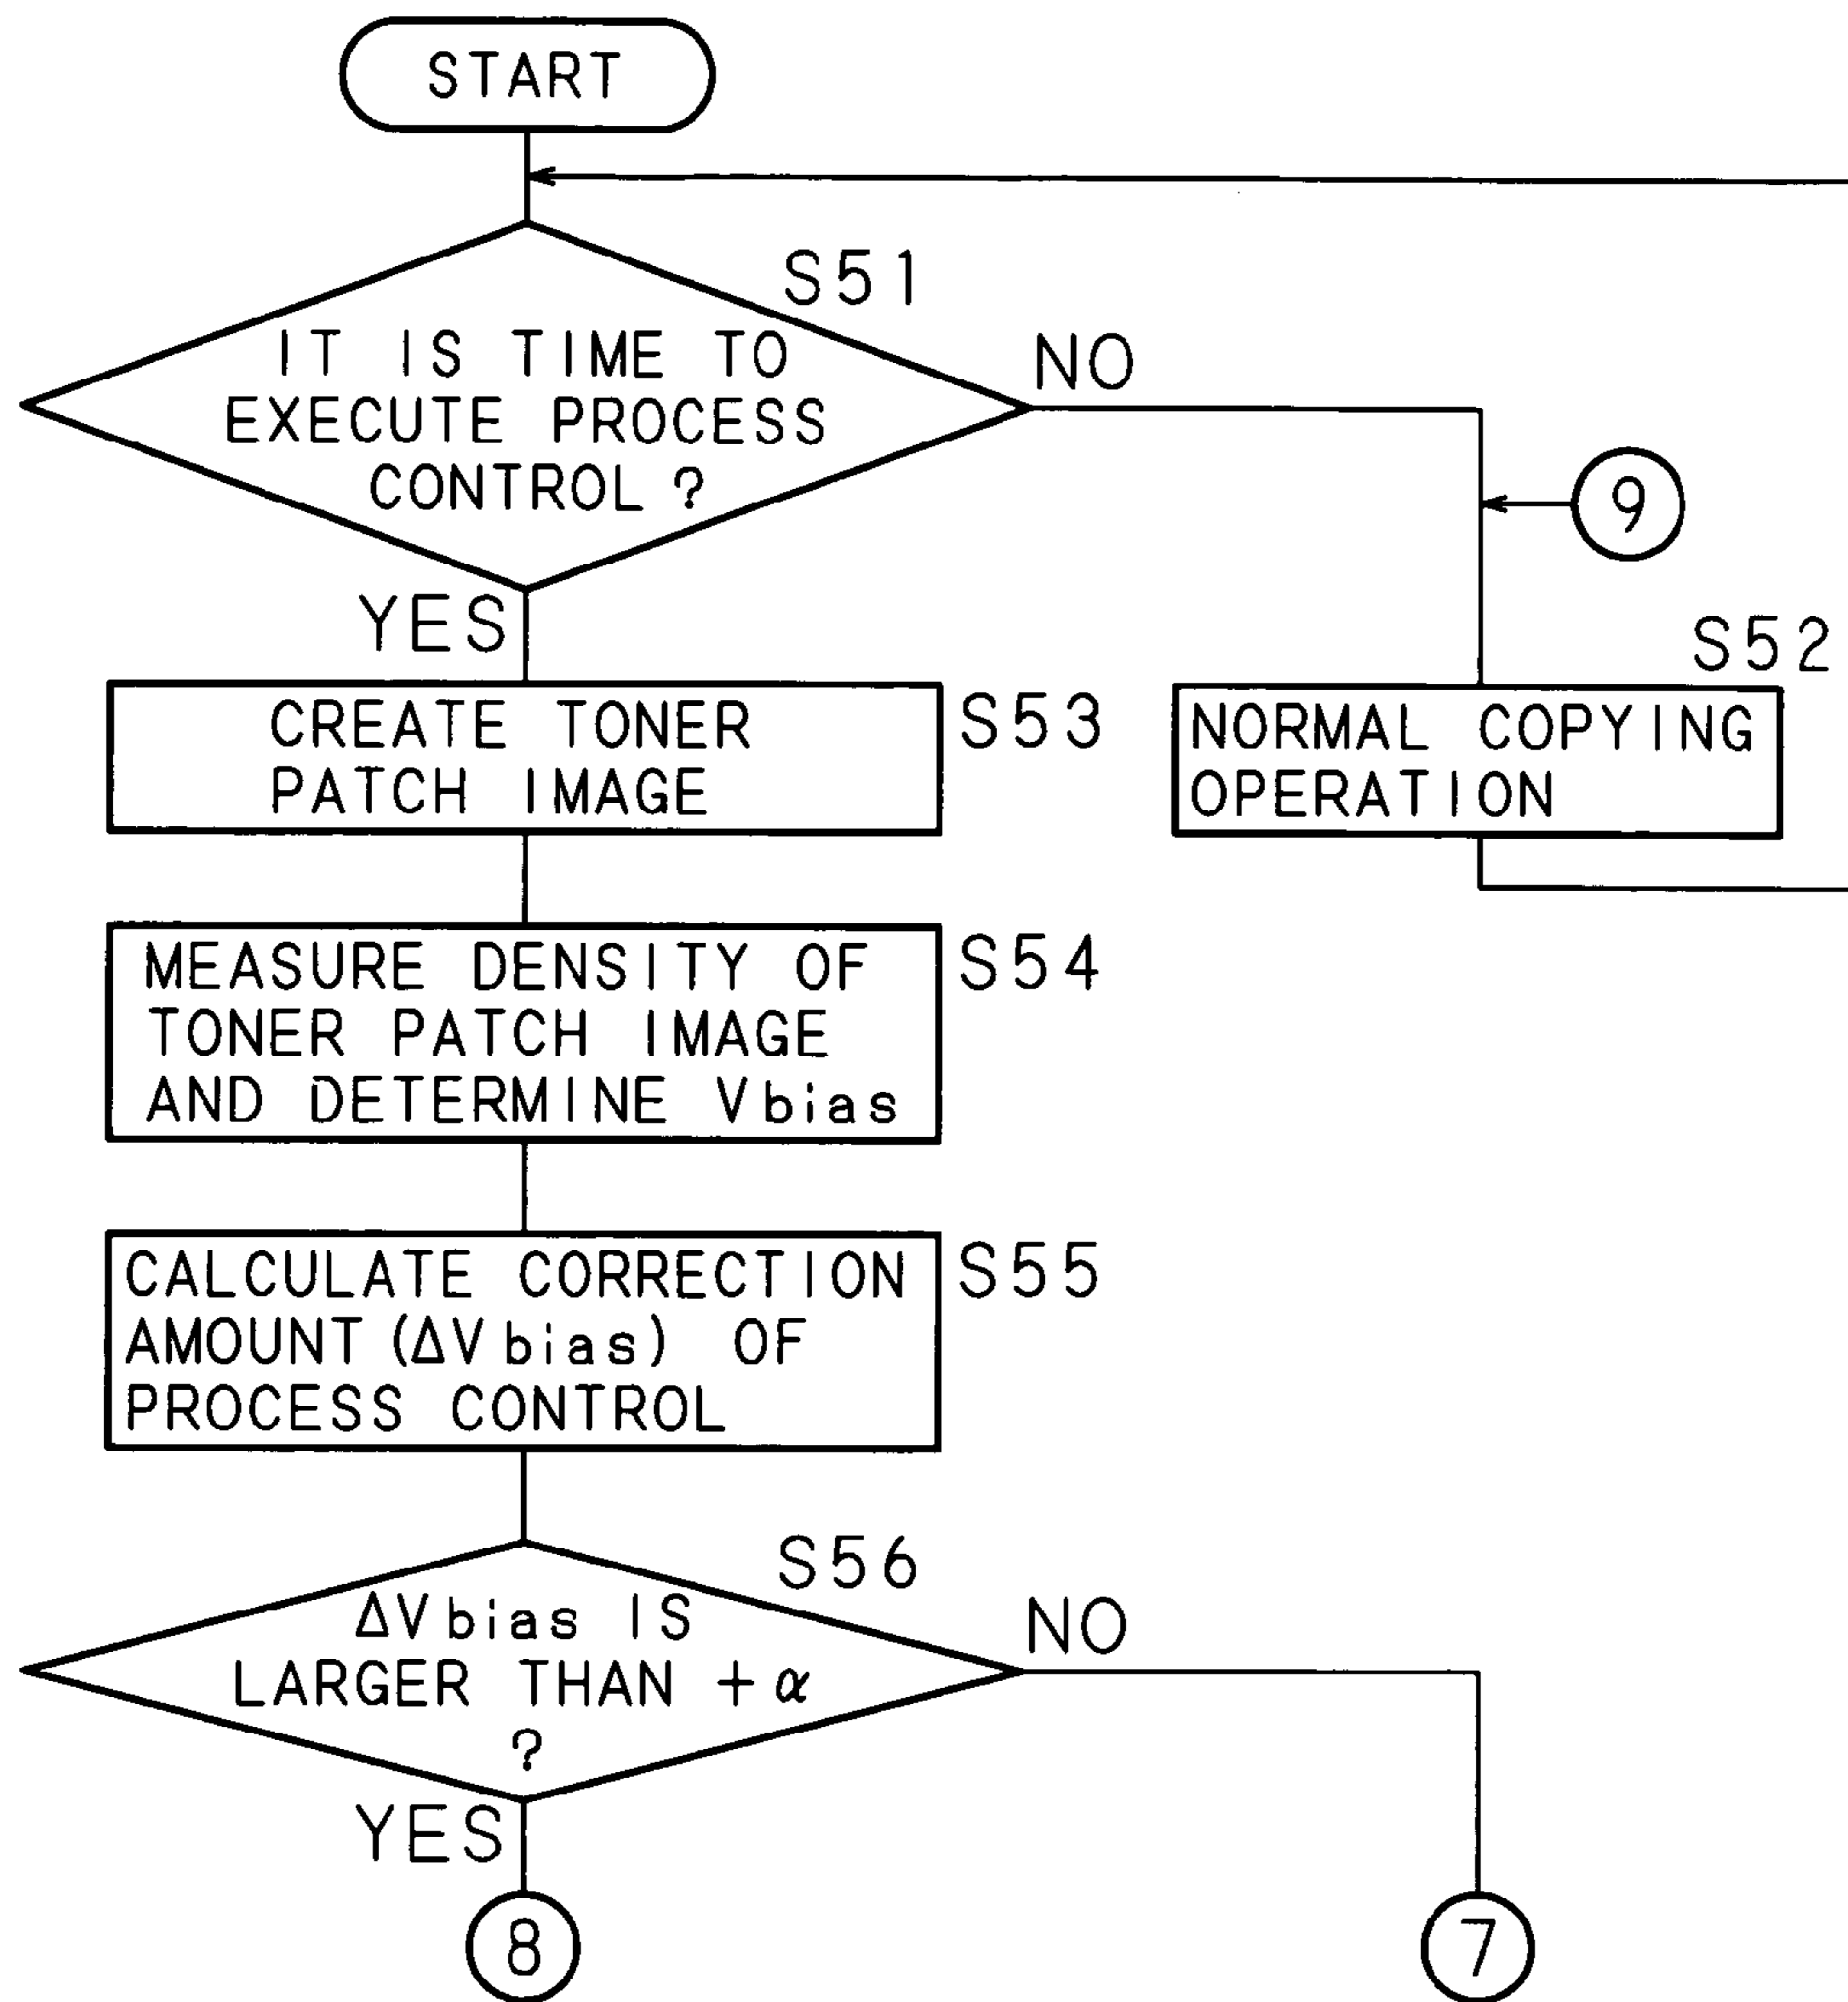 START
S51
IT IS TIME TO
EXECUTE PROCESS
CONTROL ?
NO
9
YES
S52
CREATE TONER
PATCH IMAGE
S53
NORMAL COPYING
OPERATION
MEASURE DENSITY OF
TONER PATCH IMAGE
AND DETERMINE Vbias
S54
CALCULATE CORRECTION
AMOUNT (ΔVbias) OF
PROCESS CONTROL
S55
S56
ΔVbias IS
LARGER THAN +α
?
NO
YES
8
7